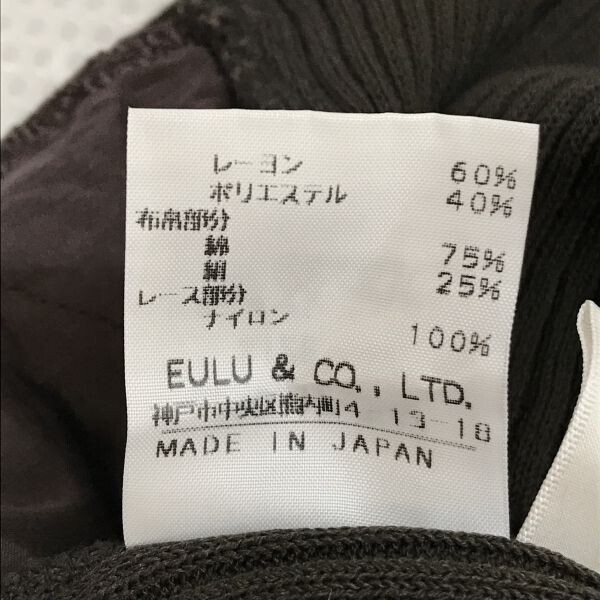 レーヨン 60%
ポリエステル 40%
布帛部分
綿 75%
絹 25%
レース部分
ナイロン 100%
EULU & CO., LTD.
神戸市中央区熊内町4-13-18
MADE IN JAPAN